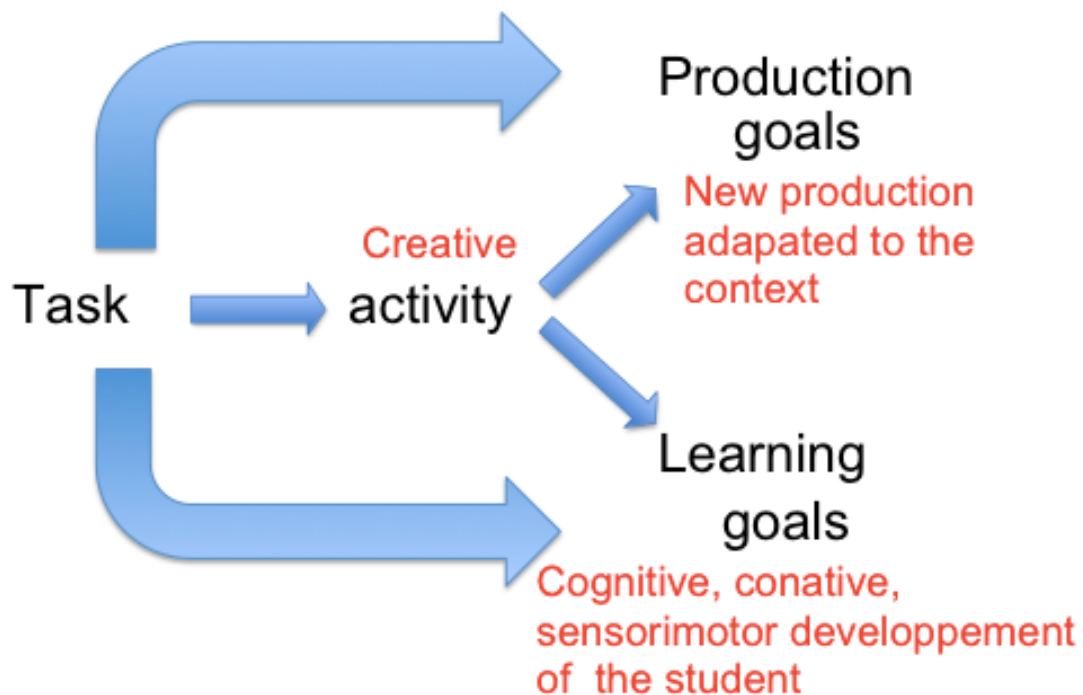 Production
goals
New production
adapated to the
context
Creative
Task
activity
Learning
goals
Cognitive, conative,
sensorimotor developpement
of the student